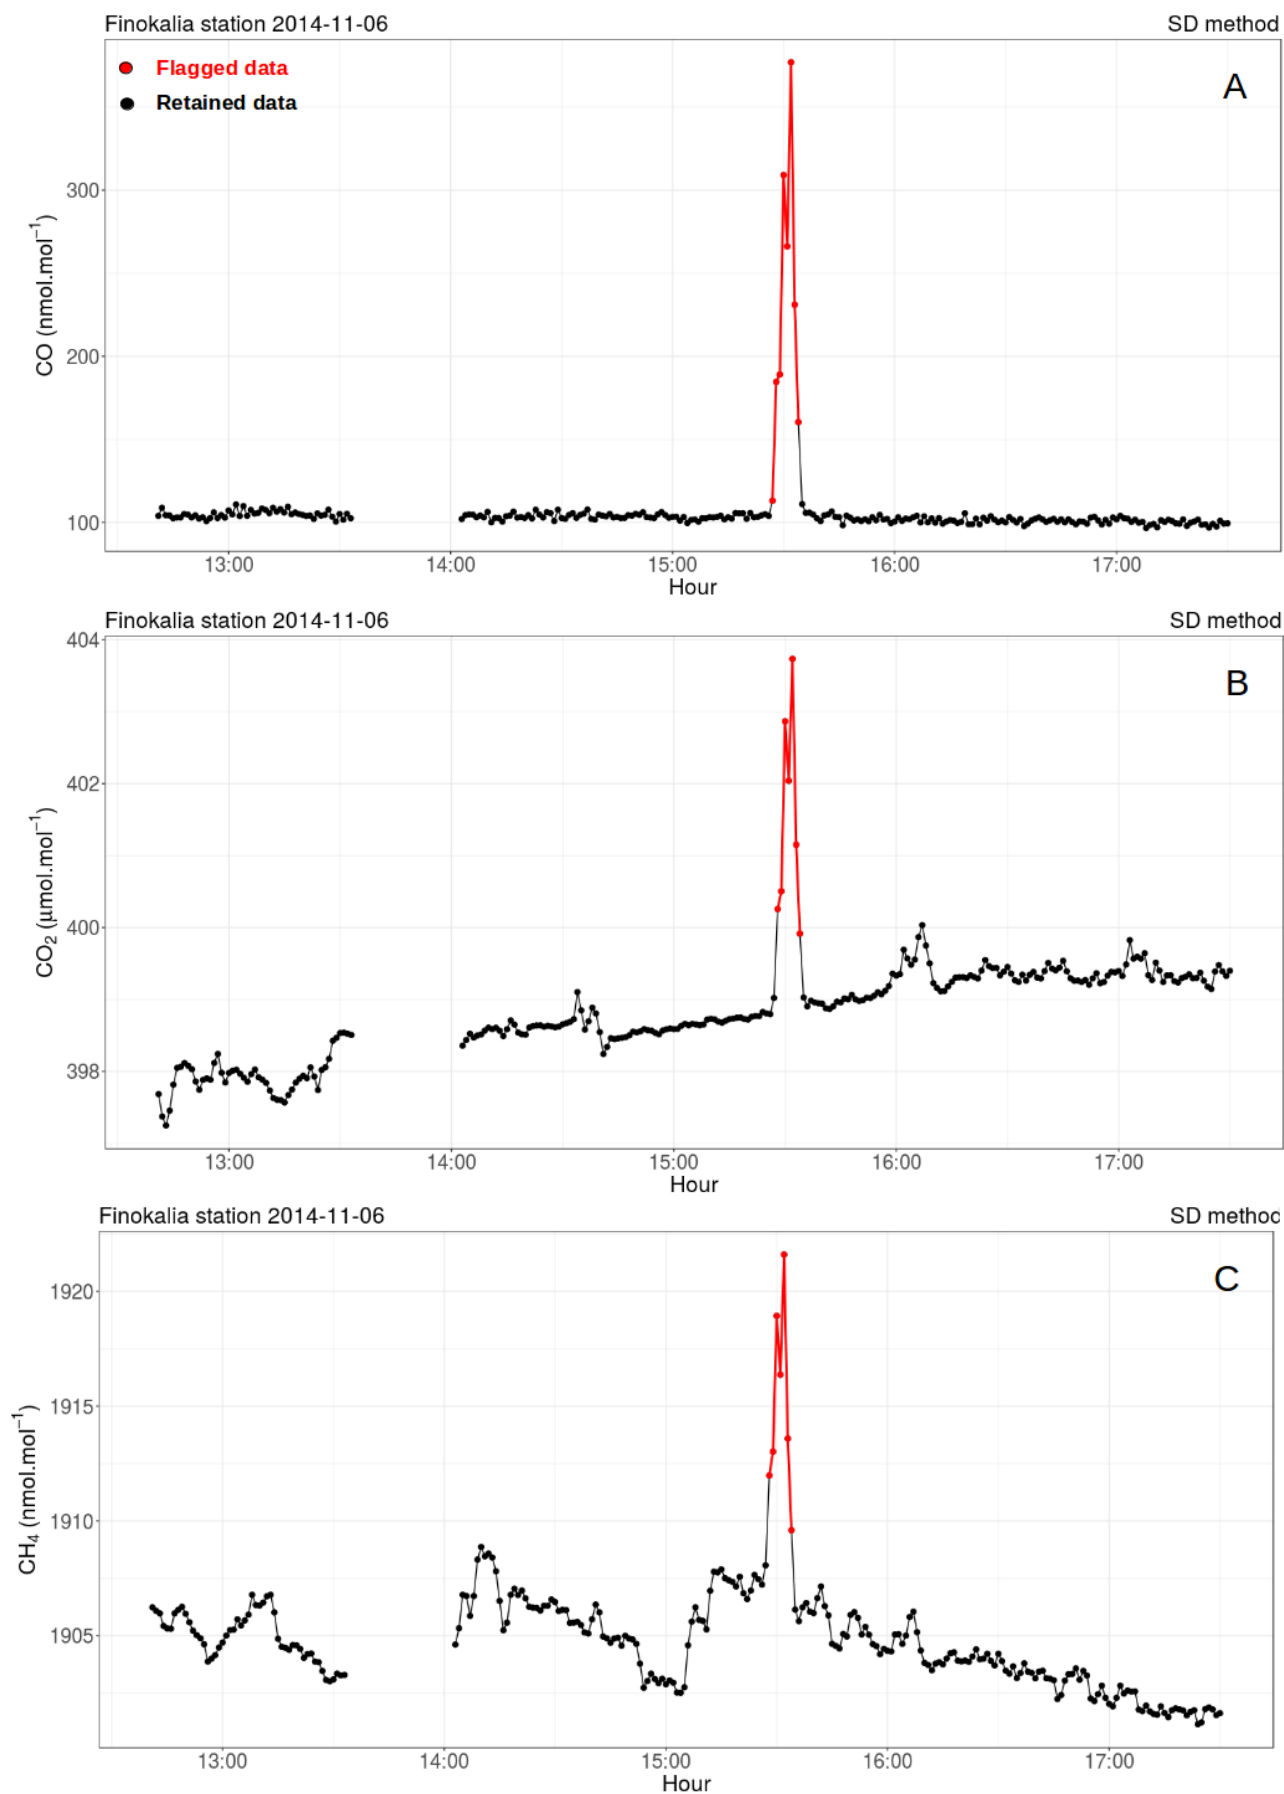 Finokalia station 2014-11-06 SD method
Flagged data
Retained data
A
300
200
100
CO (nmol.mol⁻¹)
13:00 14:00 15:00 16:00 17:00
Hour
Finokalia station 2014-11-06 SD method
B
404
402
400
398
CO₂ (µmol.mol⁻¹)
13:00 14:00 15:00 16:00 17:00
Hour
Finokalia station 2014-11-06 SD method
C
1920
1915
1910
1905
CH₄ (nmol.mol⁻¹)
13:00 14:00 15:00 16:00 17:00
Hour